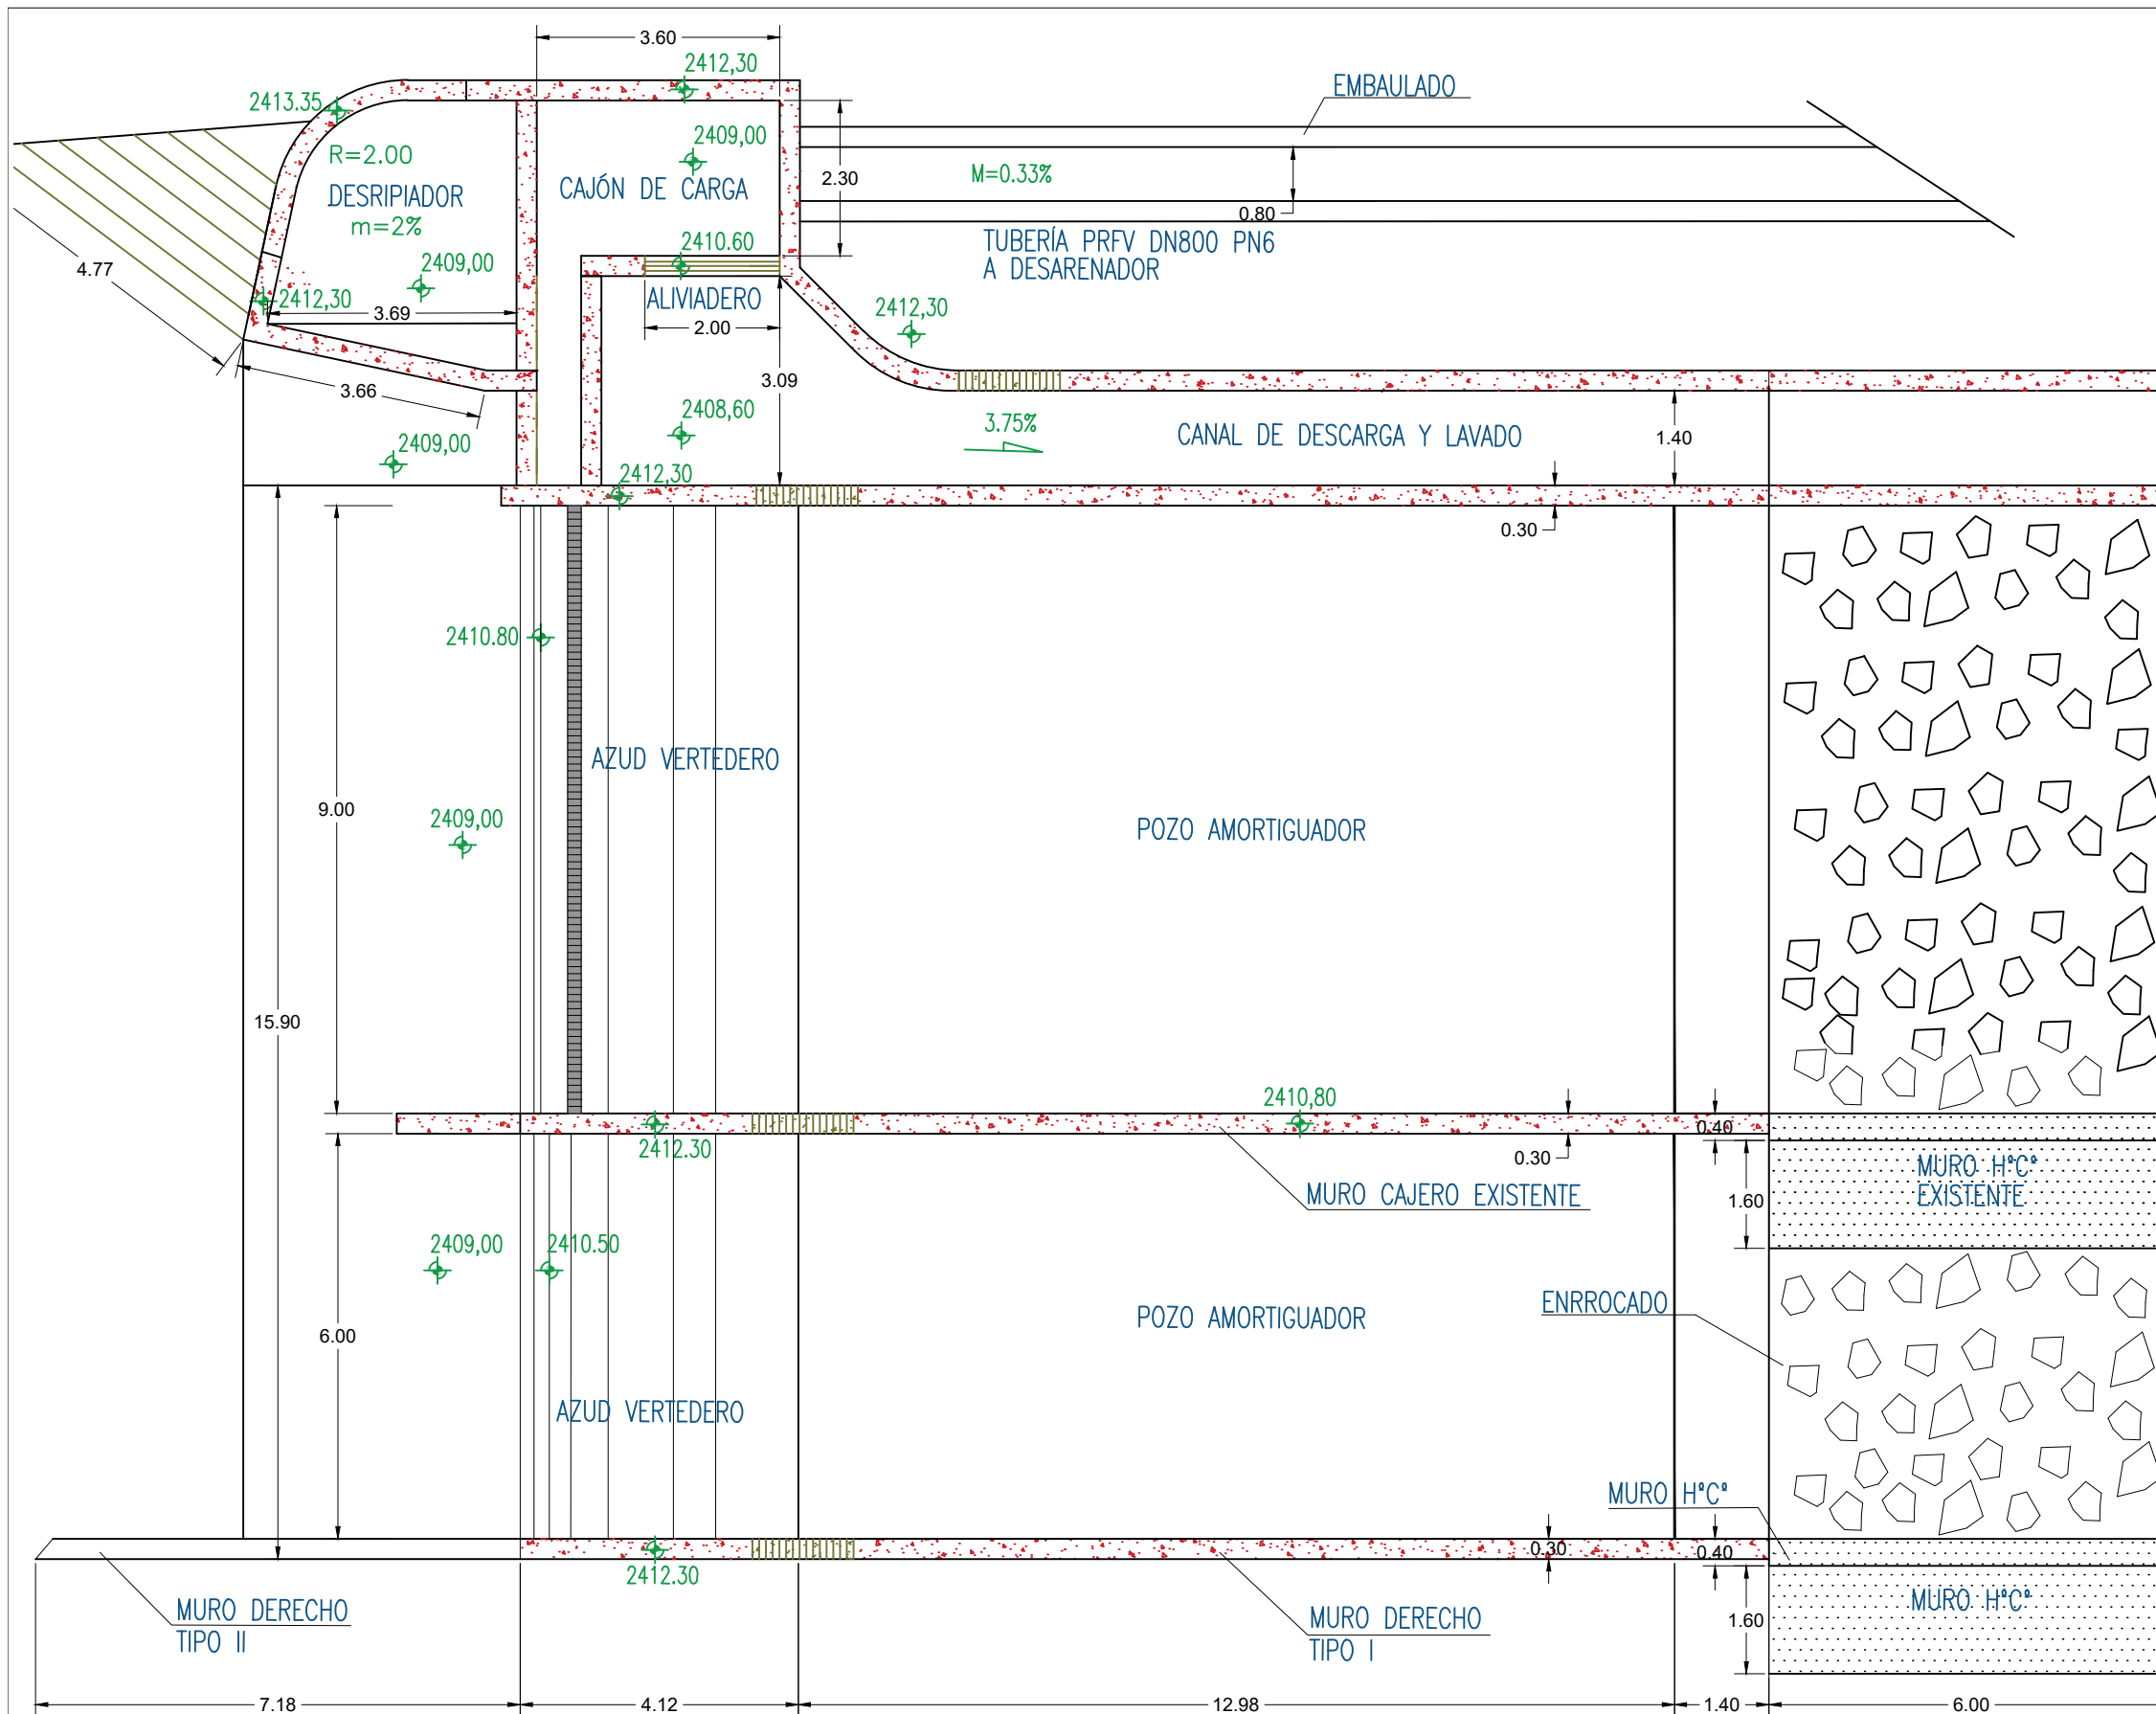 3.60
2412,30
EMBAULADO
2413.35
2409,00
R=2.00
M=0.33%
2.30
DESRIPIADOR
CAJÓN DE CARGA
m=2%
0.80
2410.60
TUBERÍA PRFV DN800 PN6
A DESARENADOR
4.77
2409,00
2412,30
ALIVIADERO
2412,30
3.69
2.00
3.09
3.66
2408,60
3.75%
CANAL DE DESCARGA Y LAVADO
1.40
2409,00
2412,30
0.30
2410.80
AZUD VERTEDERO
9.00
2409,00
POZO AMORTIGUADOR
15.90
2410,80
0.40
2412.30
0.30
MURO H°C°
EXISTENTE
MURO CAJERO EXISTENTE
1.60
2409,00
2410.50
ENRROCADO
POZO AMORTIGUADOR
6.00
AZUD VERTEDERO
MURO H°C°
0.30
0.40
2412.30
MURO DERECHO
TIPO II
MURO DERECHO
TIPO I
MURO H°C°
1.60
7.18
4.12
12.98
1.40
6.00